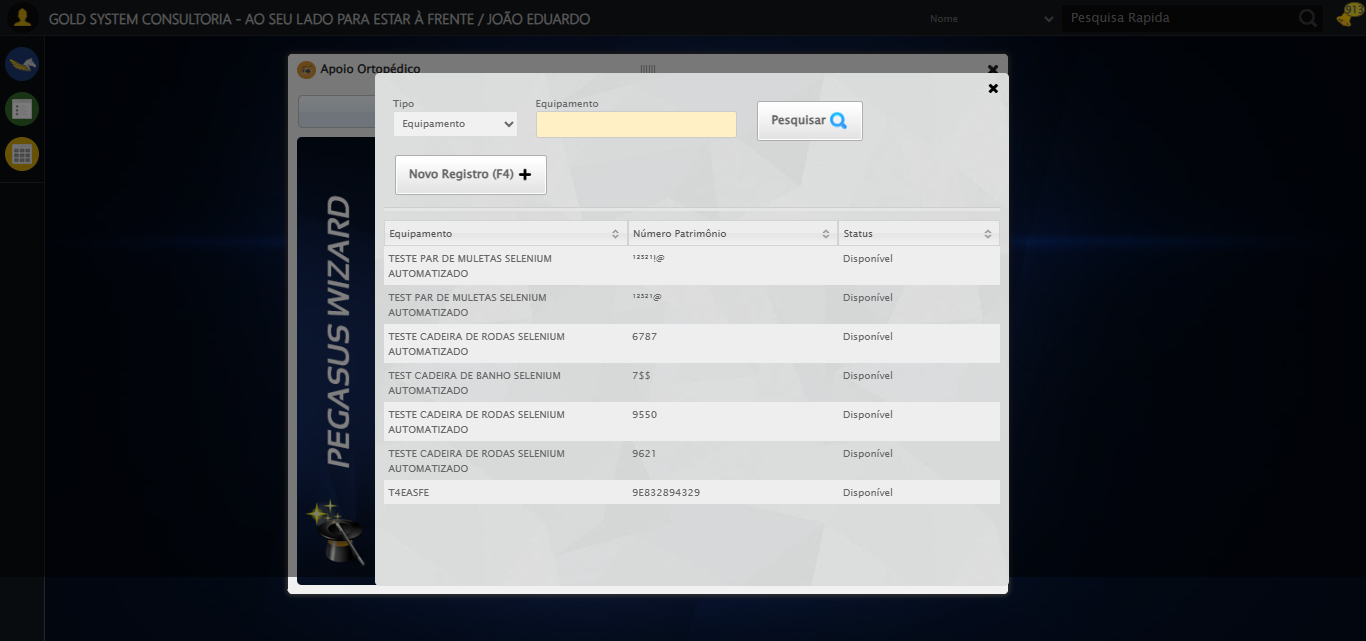 GOLD SYSTEM CONSULTORIA - AO SEU LADO PARA ESTAR À FRENTE / JOÃO EDUARDO
Nome
Pesquisa Rapida
913
Apoio Ortopédico
Tipo
Equipamento
Equipamento
Pesquisar
Novo Registro (F4)
PEGASUS WIZARD
Equipamento Número Patrimônio Status
TESTE PAR DE MULETAS SELENIUM ¹²⁵²¹!@ Disponível
AUTOMATIZADO
TEST PAR DE MULETAS SELENIUM ¹²⁵²¹@ Disponível
AUTOMATIZADO
TESTE CADEIRA DE RODAS SELENIUM 6787 Disponível
AUTOMATIZADO
TEST CADEIRA DE BANHO SELENIUM 7$$ Disponível
AUTOMATIZADO
TESTE CADEIRA DE RODAS SELENIUM 9550 Disponível
AUTOMATIZADO
TESTE CADEIRA DE RODAS SELENIUM 9621 Disponível
AUTOMATIZADO
T4EASFE 9E832894329 Disponível